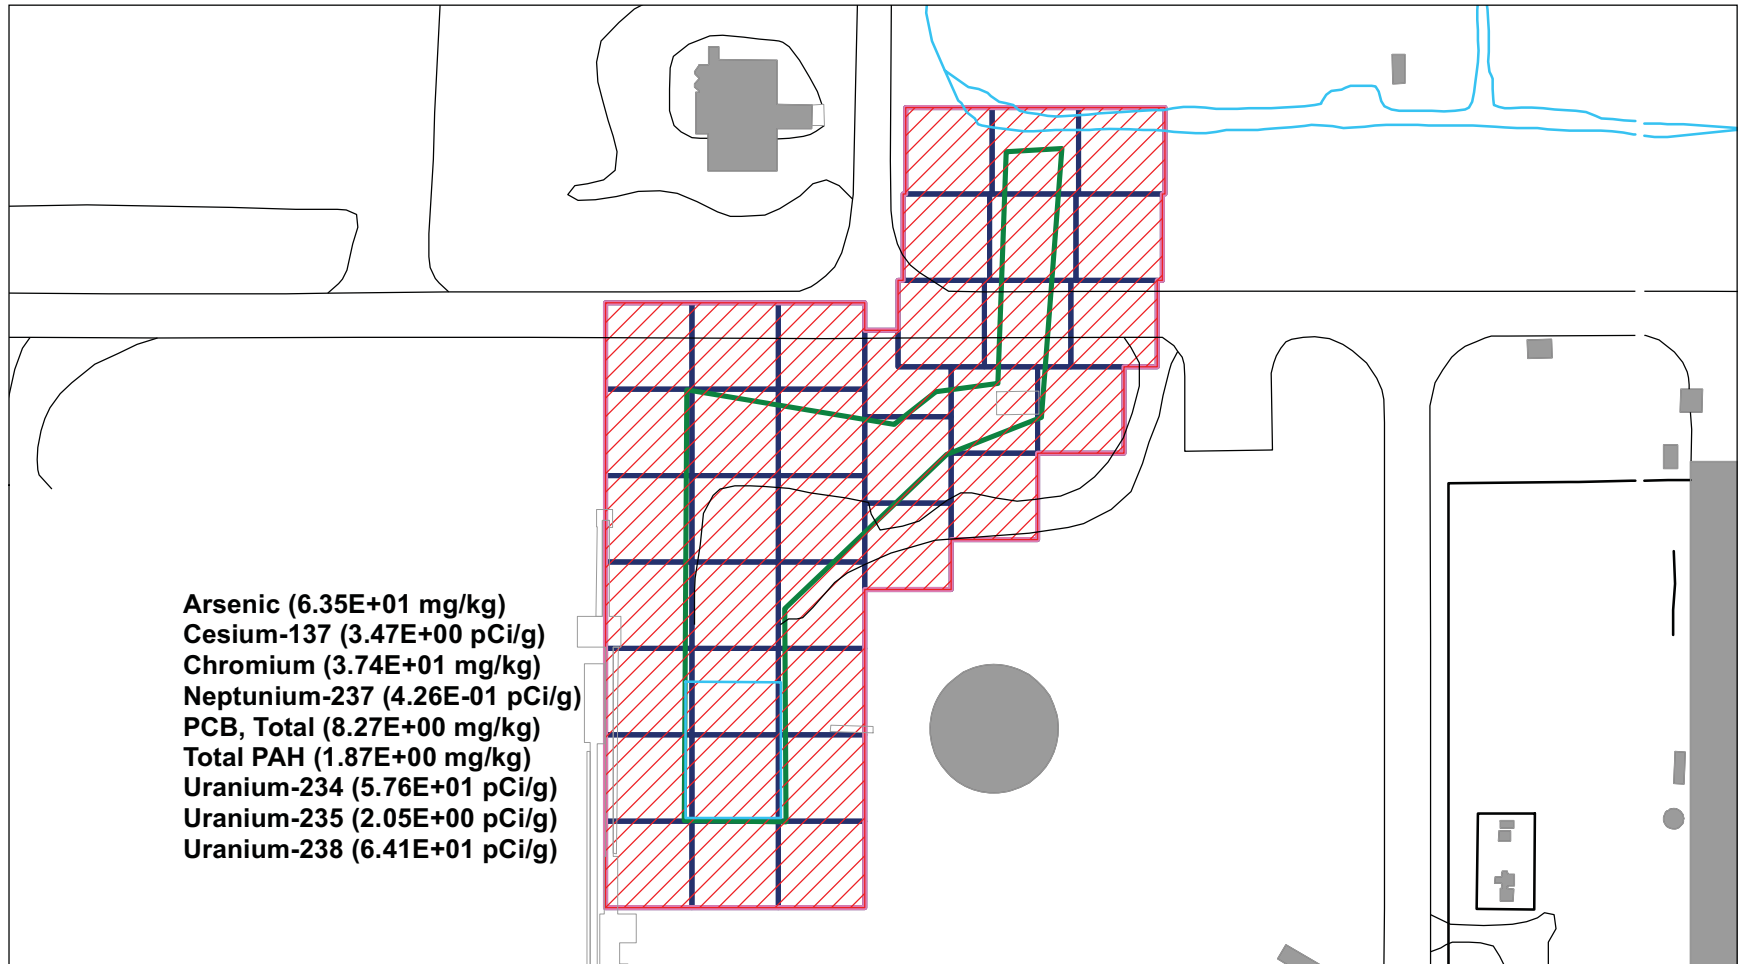 Arsenic (6.35E+01 mg/kg)
Cesium-137 (3.47E+00 pCi/g)
Chromium (3.74E+01 mg/kg)
Neptunium-237 (4.26E-01 pCi/g)
PCB, Total (8.27E+00 mg/kg)
Total PAH (1.87E+00 mg/kg)
Uranium-234 (5.76E+01 pCi/g)
Uranium-235 (2.05E+00 pCi/g)
Uranium-238 (6.41E+01 pCi/g)